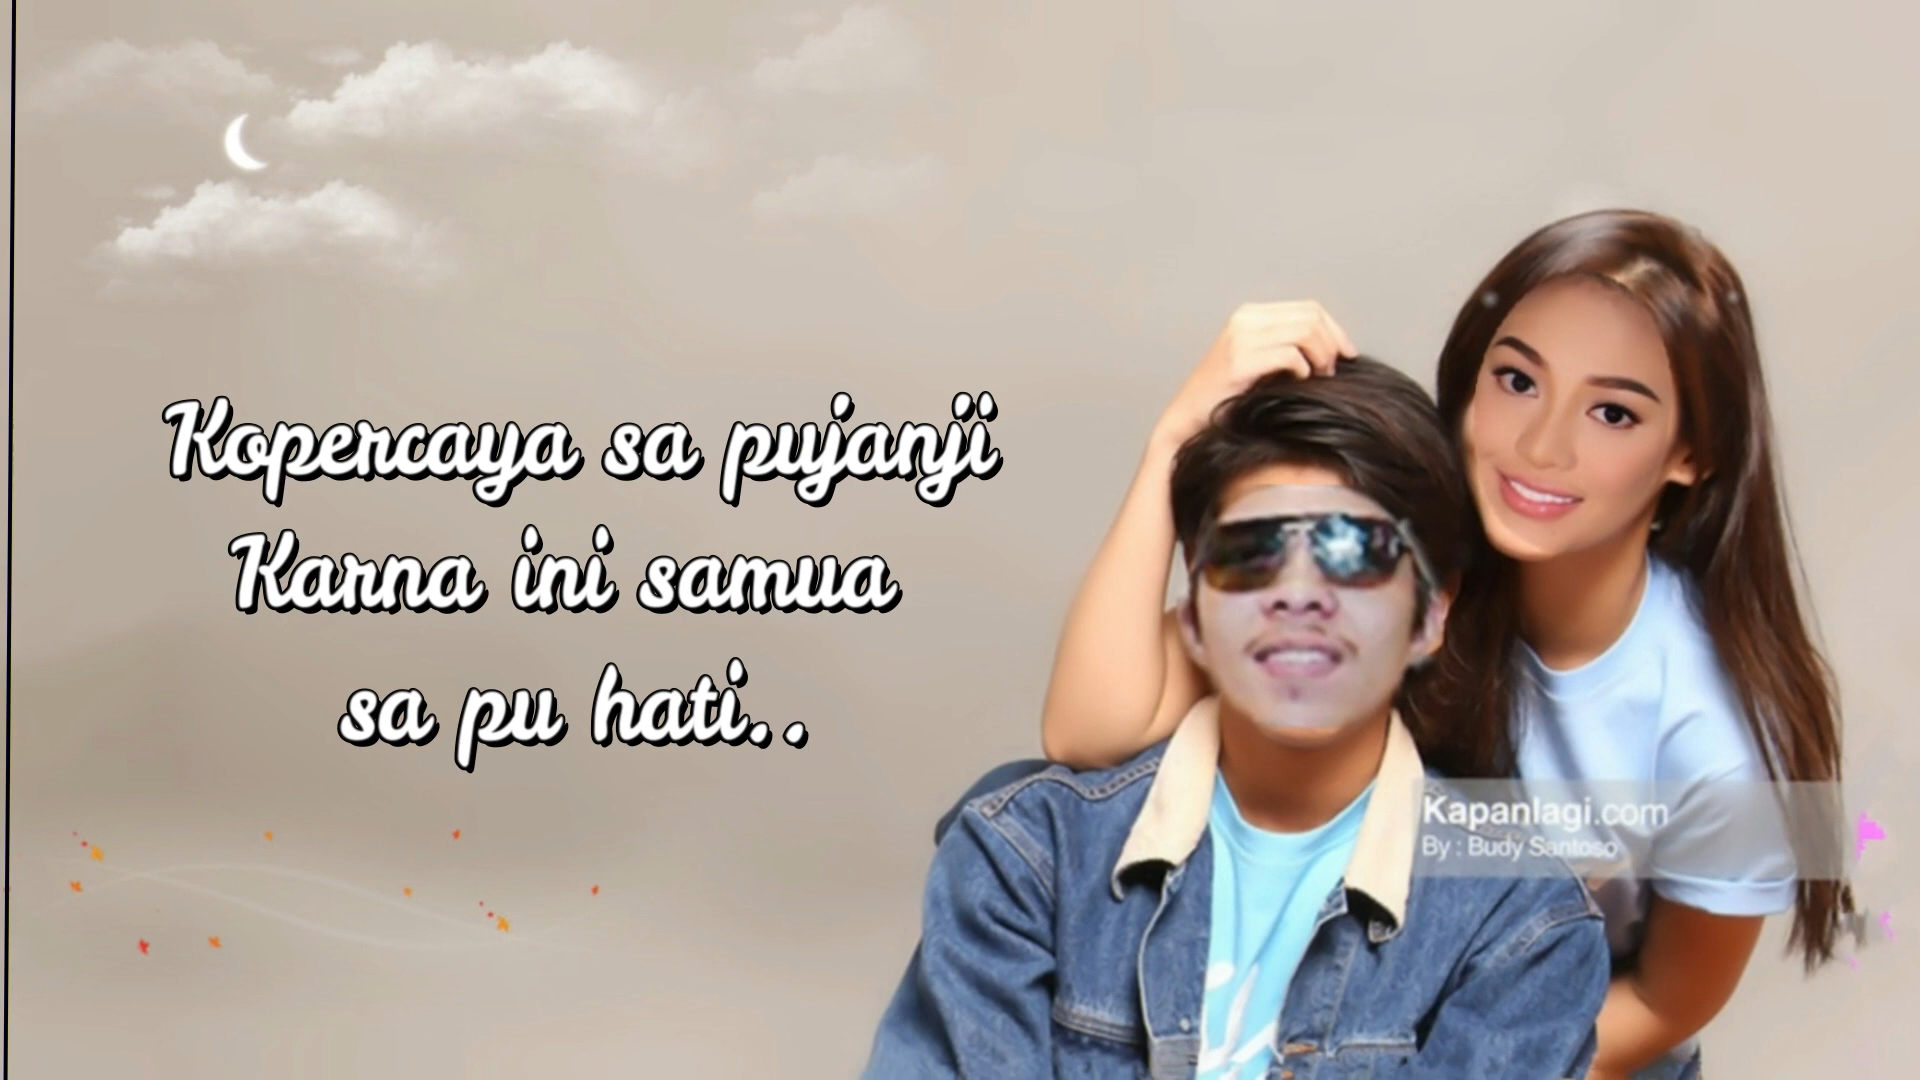 Kopercaya sa pujanji
Karna ini samua
sa pu hati..
Kapanlagi.com
By : Budy Santoso